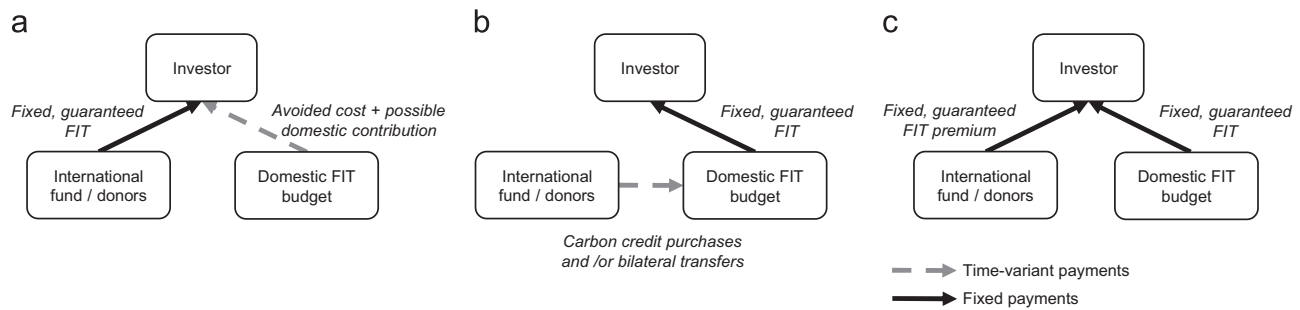 a
Investor
Fixed, guaranteed
FIT
Avoided cost + possible
domestic contribution
International
fund / donors
Domestic FIT
budget
b
Investor
Fixed, guaranteed
FIT
International
fund / donors
Domestic FIT
budget
Carbon credit purchases
and /or bilateral transfers
c
Investor
Fixed, guaranteed
FIT premium
Fixed, guaranteed
FIT
International
fund / donors
Domestic FIT
budget
Time-variant payments
Fixed payments